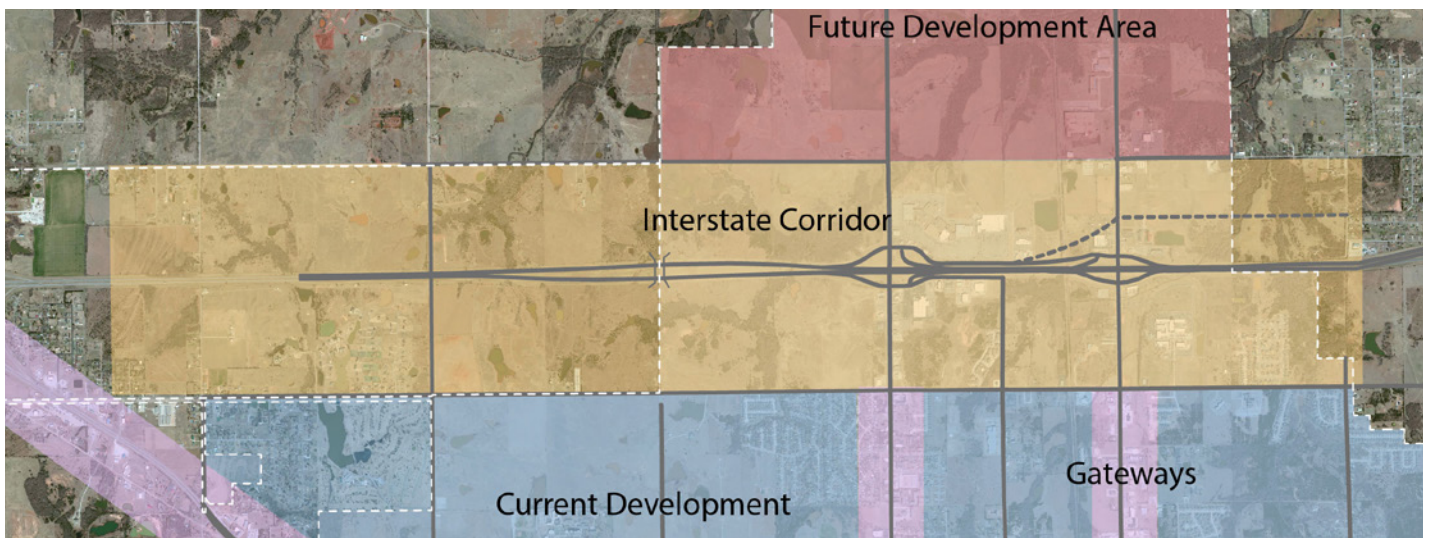 Future Development Area
Interstate Corridor
Gateways
Current Development